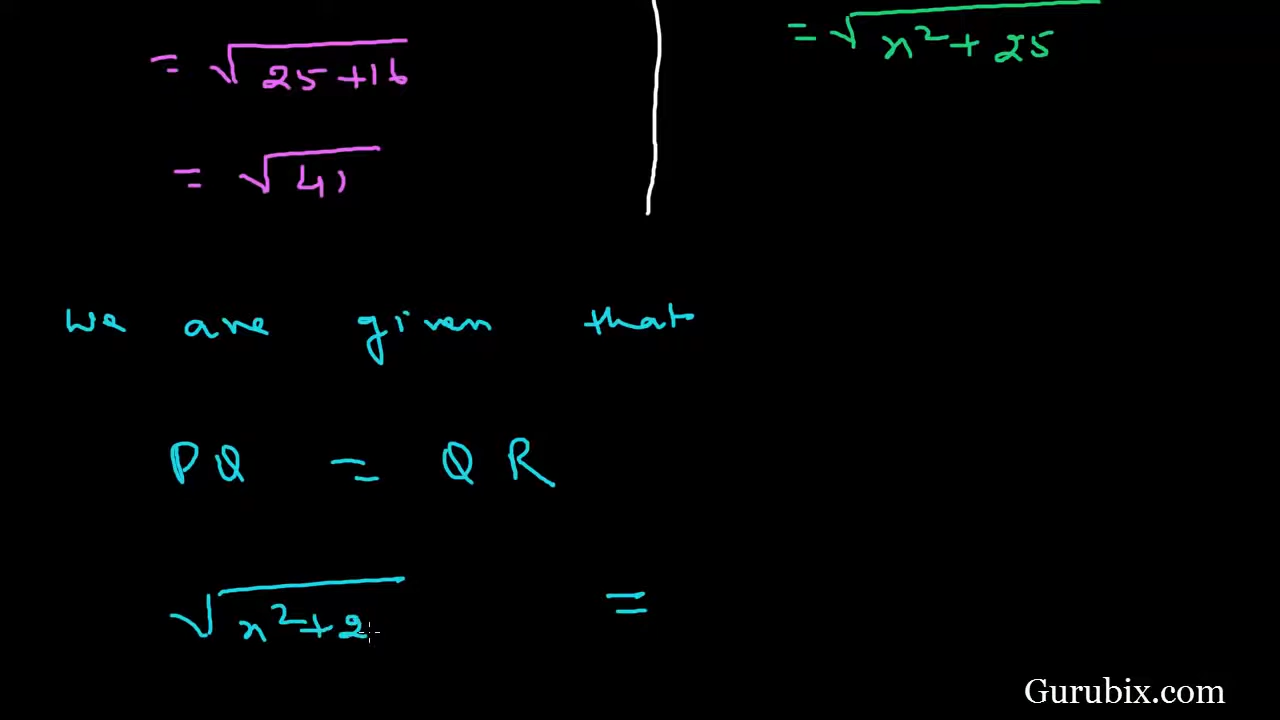 = √25+16
= √41
= √x²+25
We are given that
PQ = QR
√x²+2 =
Gurubix.com